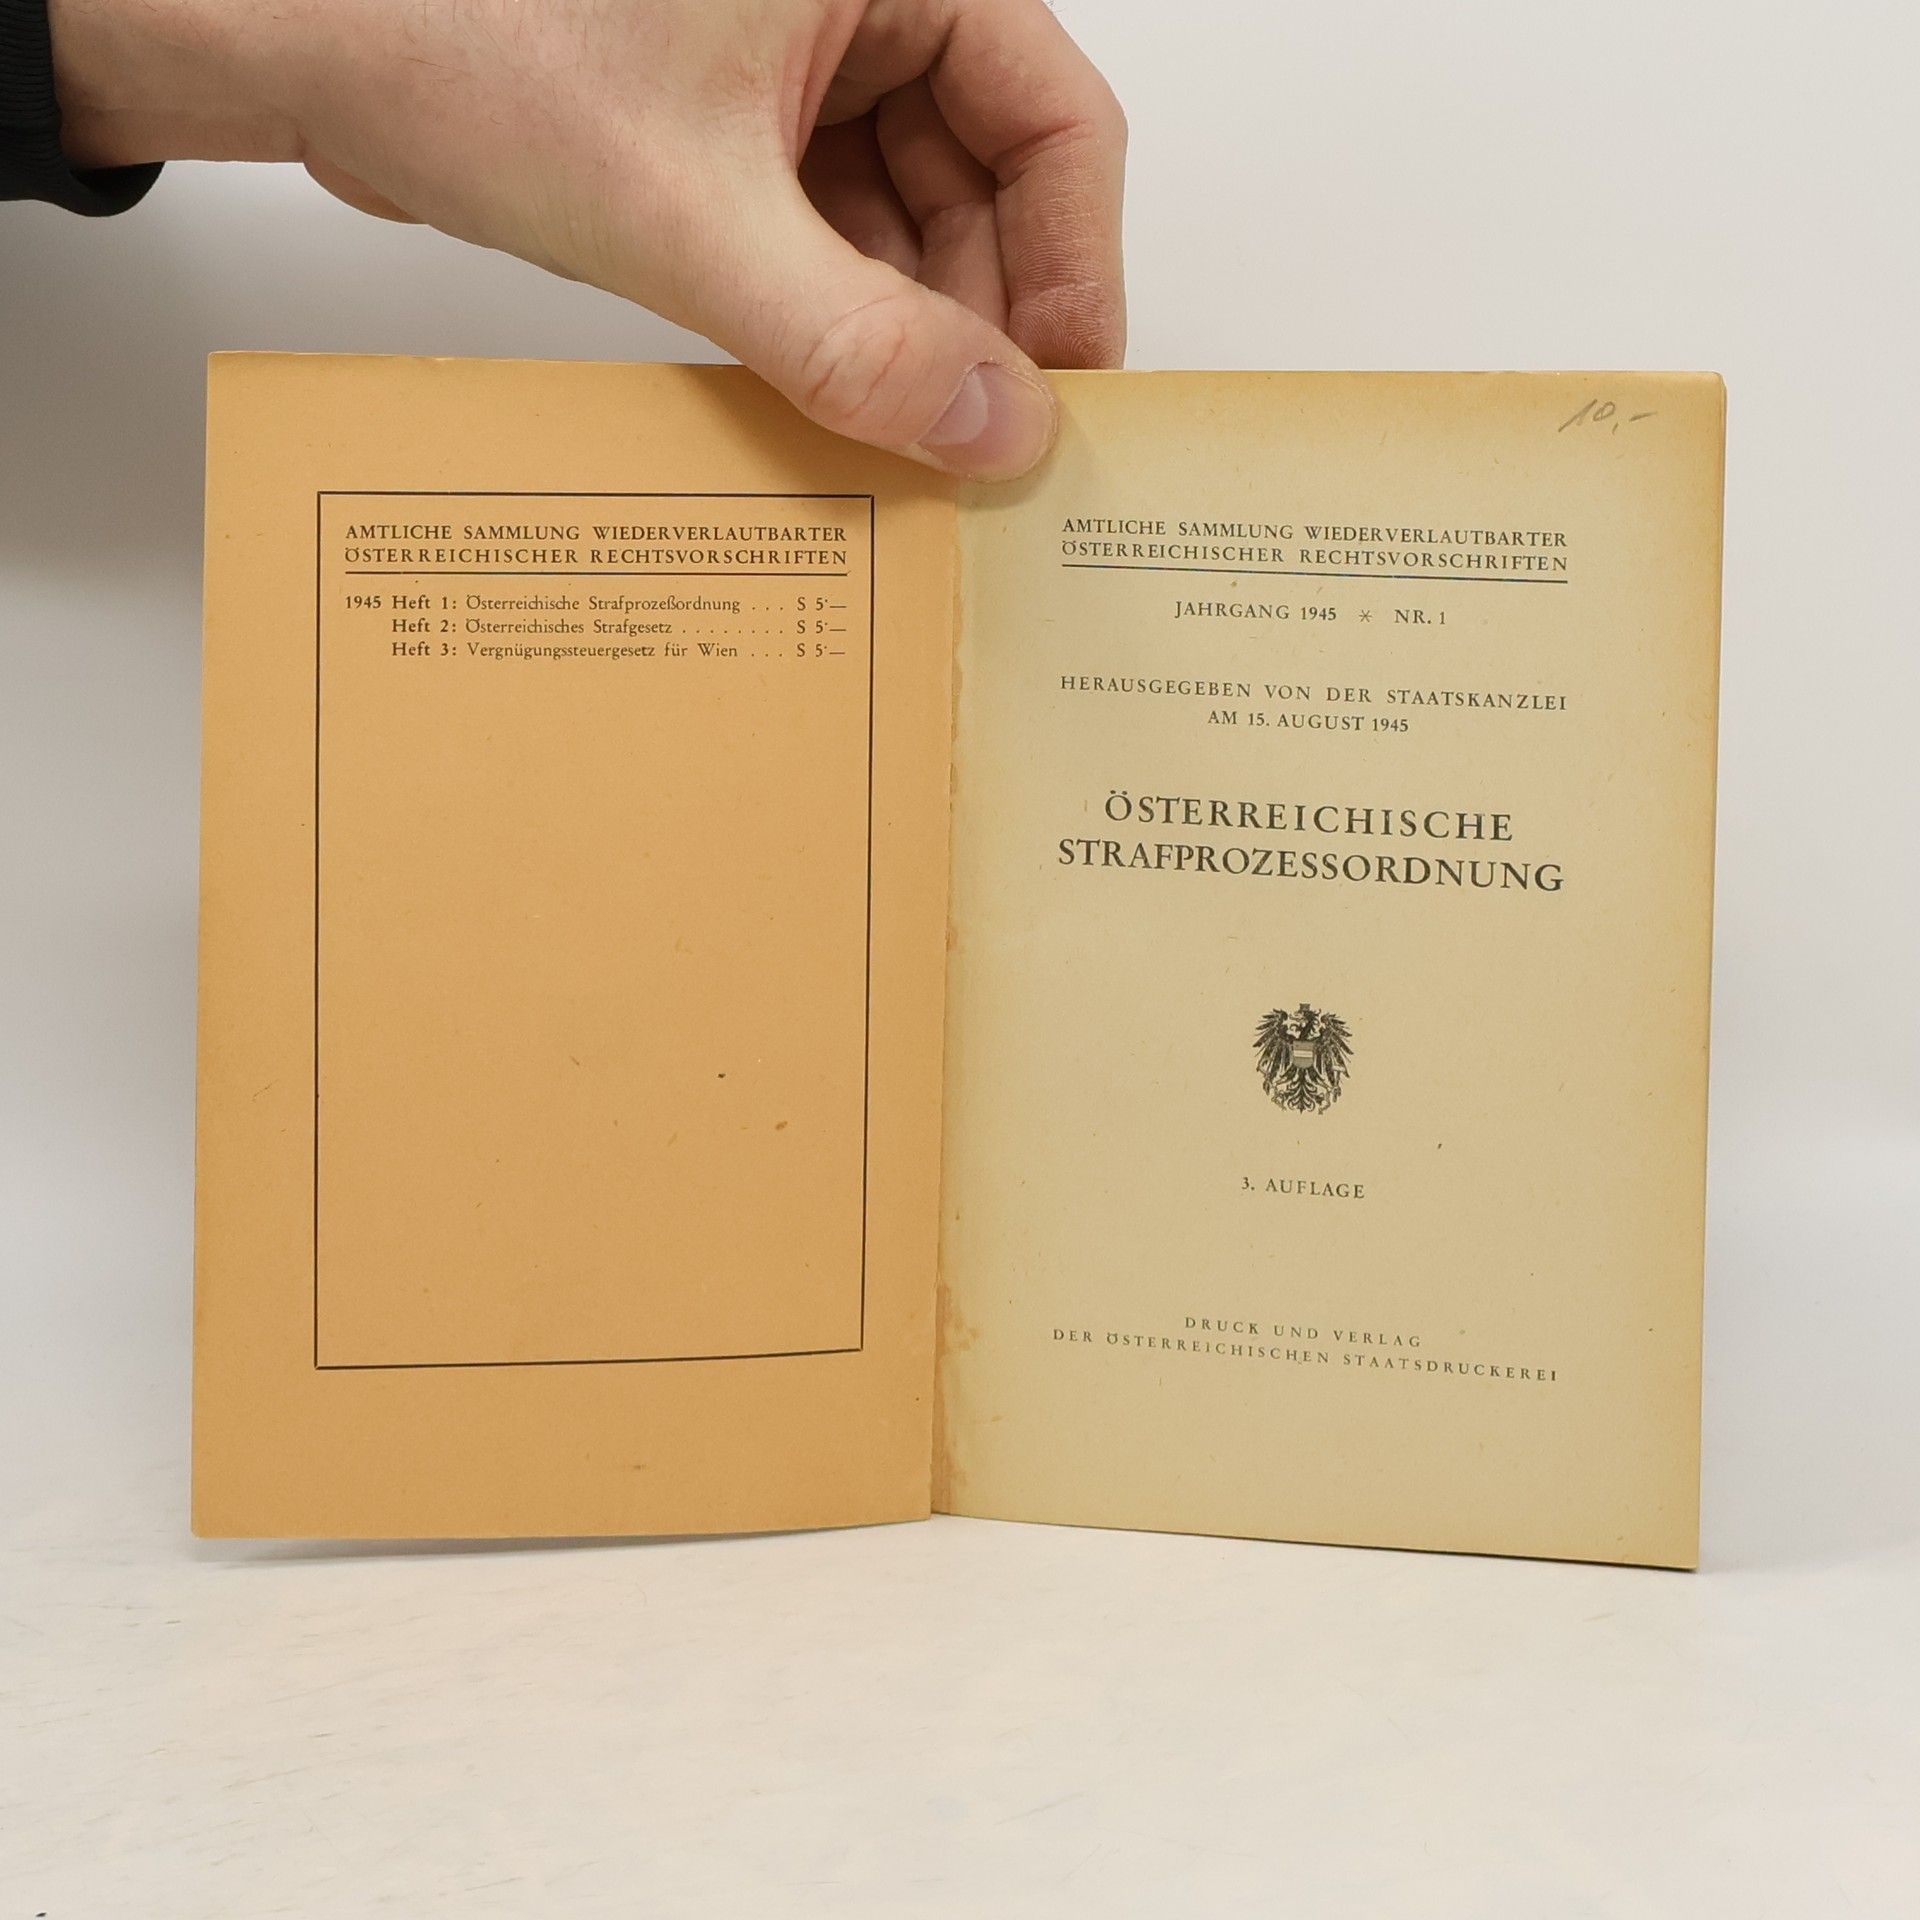 AMTLICHE SAMMLUNG WIEDERVERLAUTBARTER
ÖSTERREICHISCHER RECHTSVORSCHRIFTEN
1945 Heft 1: Österreichische Strafprozeßordnung . . . S 5·—
Heft 2: Österreichisches Strafgesetz . . . . . . . . S 5·—
Heft 3: Vergnügungssteuergesetz für Wien . . . S 5·—
10,-
AMTLICHE SAMMLUNG WIEDERVERLAUTBARTER
ÖSTERREICHISCHER RECHTSVORSCHRIFTEN
JAHRGANG 1945 * NR. 1
HERAUSGEGEBEN VON DER STAATSKANZLEI
AM 15. AUGUST 1945
ÖSTERREICHISCHE
STRAFPROZESSORDNUNG
3. AUFLAGE
DRUCK UND VERLAG
DER ÖSTERREICHISCHEN STAATSDRUCKEREI